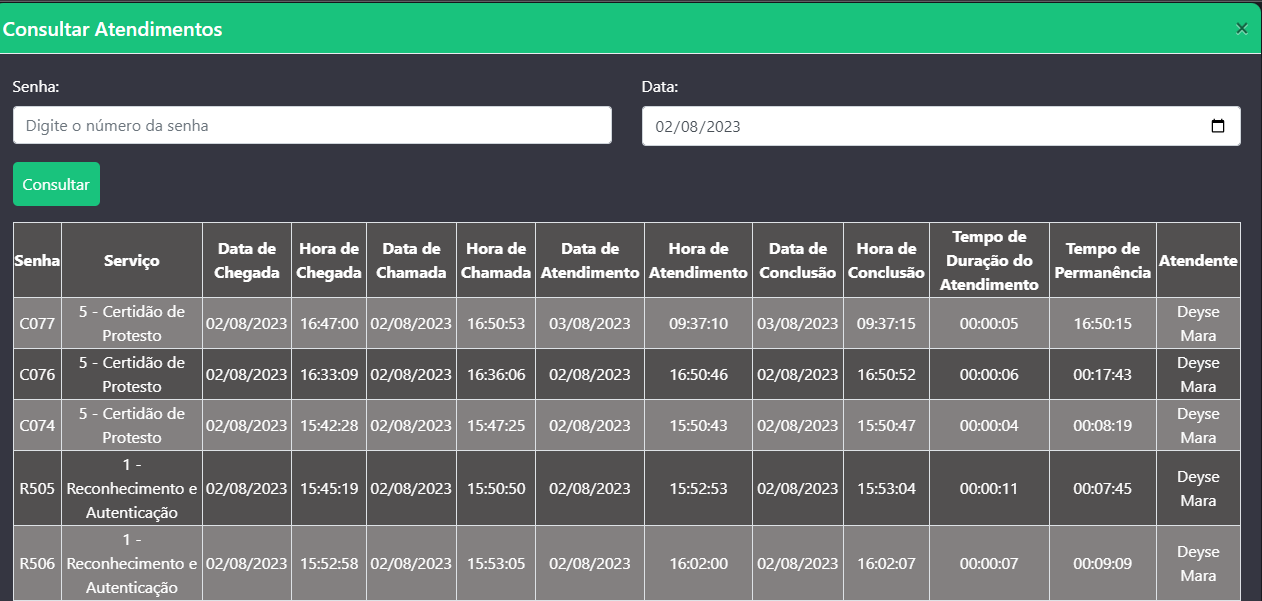 Consultar Atendimentos
×
Senha:
Data:
Digite o número da senha
02/08/2023
Consultar
Senha Serviço Data de Chegada Hora de Chegada Data de Chamada Hora de Chamada Data de Atendimento Hora de Atendimento Data de Conclusão Hora de Conclusão Tempo de Duração do Atendimento Tempo de Permanência Atendente
C077 5 - Certidão de Protesto 02/08/2023 16:47:00 02/08/2023 16:50:53 03/08/2023 09:37:10 03/08/2023 09:37:15 00:00:05 16:50:15 Deyse Mara
C076 5 - Certidão de Protesto 02/08/2023 16:33:09 02/08/2023 16:36:06 02/08/2023 16:50:46 02/08/2023 16:50:52 00:00:06 00:17:43 Deyse Mara
C074 5 - Certidão de Protesto 02/08/2023 15:42:28 02/08/2023 15:47:25 02/08/2023 15:50:43 02/08/2023 15:50:47 00:00:04 00:08:19 Deyse Mara
R505 1 - Reconhecimento e Autenticação 02/08/2023 15:45:19 02/08/2023 15:50:50 02/08/2023 15:52:53 02/08/2023 15:53:04 00:00:11 00:07:45 Deyse Mara
R506 1 - Reconhecimento e Autenticação 02/08/2023 15:52:58 02/08/2023 15:53:05 02/08/2023 16:02:00 02/08/2023 16:02:07 00:00:07 00:09:09 Deyse Mara